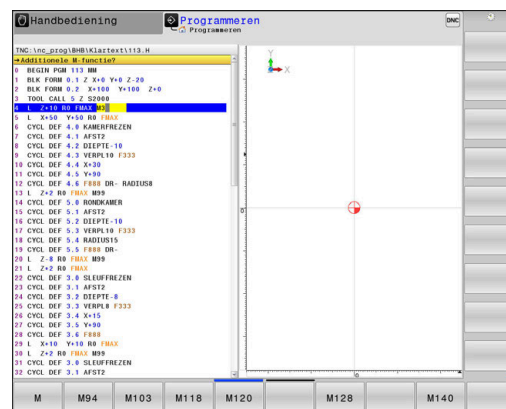 Handbediening
Programmeren
Programmeren
DNC
TNC:\nc_prog\BHB\Klartext\113.H
→Additionele M-functie?
0 BEGIN PGM 113 MM
1 BLK FORM 0.1 Z X+0 Y+0 Z-20
2 BLK FORM 0.2 X+100 Y+100 Z+0
3 TOOL CALL 5 Z S2000
4 L Z+10 R0 FMAX M3
5 L X+50 Y+50 R0 FMAX
6 CYCL DEF 4.0 KAMERFREZEN
7 CYCL DEF 4.1 AFST2
8 CYCL DEF 4.2 DIEPTE-10
9 CYCL DEF 4.3 VERPL10 F333
10 CYCL DEF 4.4 X+30
11 CYCL DEF 4.5 Y+90
12 CYCL DEF 4.6 F888 DR- RADIUS8
13 L Z+2 R0 FMAX M99
14 CYCL DEF 5.0 RONDKAMER
15 CYCL DEF 5.1 AFST2
16 CYCL DEF 5.2 DIEPTE-10
17 CYCL DEF 5.3 VERPL10 F333
18 CYCL DEF 5.4 RADIUS15
19 CYCL DEF 5.5 F888 DR-
20 L Z-8 R0 FMAX M99
21 L Z+2 R0 FMAX
22 CYCL DEF 3.0 SLEUFFREZEN
23 CYCL DEF 3.1 AFST2
24 CYCL DEF 3.2 DIEPTE-8
25 CYCL DEF 3.3 VERPL8 F333
26 CYCL DEF 3.4 X+15
27 CYCL DEF 3.5 Y+90
28 CYCL DEF 3.6 F888
29 L X+10 Y+10 R0 FMAX
30 L Z+2 R0 FMAX M99
31 CYCL DEF 3.0 SLEUFFREZEN
32 CYCL DEF 3.1 AFST2
Y
X
0
0
M
M94
M103
M118
M120
M128
M140